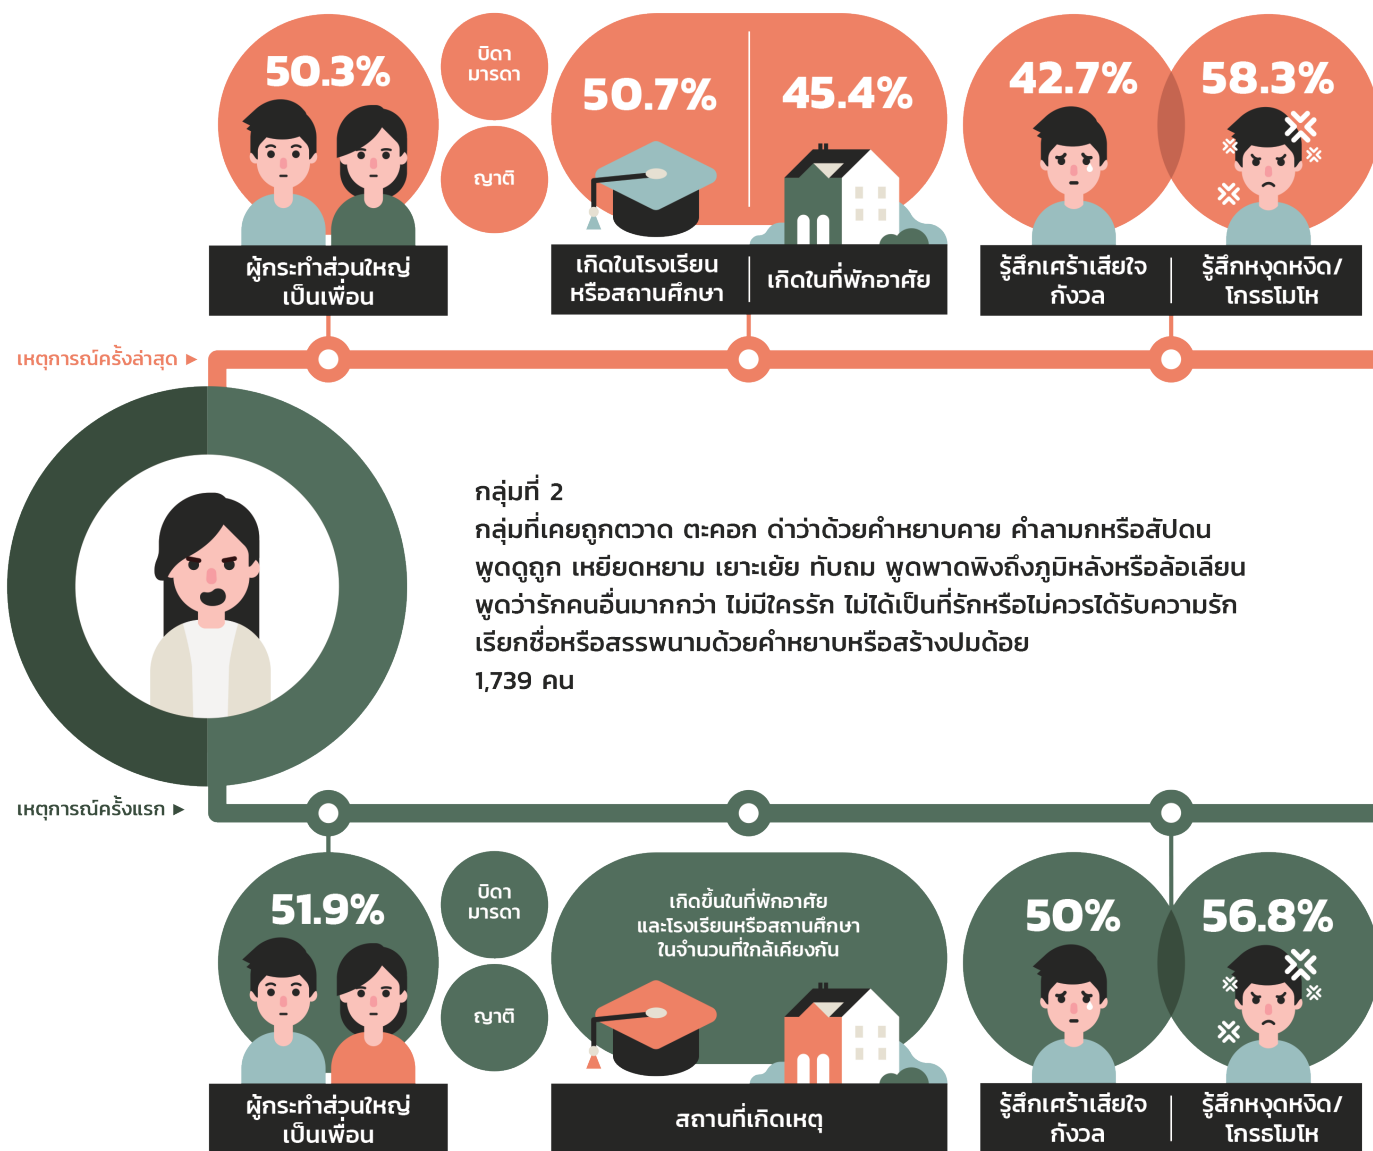 50.3%
บิดา
มารดา
ญาติ
ผู้กระทำส่วนใหญ่
เป็นเพื่อน
50.7%
45.4%
เกิดในโรงเรียน
หรือสถานศึกษา
เกิดในที่พักอาศัย
42.7%
58.3%
รู้สึกเศร้าเสียใจ
กังวล
รู้สึกหงุดหงิด/
โกรธโมโห
เหตุการณ์ครั้งล่าสุด ►
กลุ่มที่ 2
กลุ่มที่เคยถูกตวาด ตะคอก ด่าว่าด้วยคำหยาบคาย คำลามกหรือสัปดน
พูดดูถูก เหยียดหยาม เยาะเย้ย ทับถม พูดพาดพิงถึงภูมิหลังหรือล้อเลียน
พูดว่ารักคนอื่นมากกว่า ไม่มีใครรัก ไม่ได้เป็นที่รักหรือไม่ควรได้รับความรัก
เรียกชื่อหรือสรรพนามด้วยคำหยาบหรือสร้างปมด้อย
1,739 คน
เหตุการณ์ครั้งแรก ►
51.9%
บิดา
มารดา
ญาติ
ผู้กระทำส่วนใหญ่
เป็นเพื่อน
เกิดขึ้นในที่พักอาศัย
และโรงเรียนหรือสถานศึกษา
ในจำนวนที่ใกล้เคียงกัน
สถานที่เกิดเหตุ
50%
56.8%
รู้สึกเศร้าเสียใจ
กังวล
รู้สึกหงุดหงิด/
โกรธโมโห